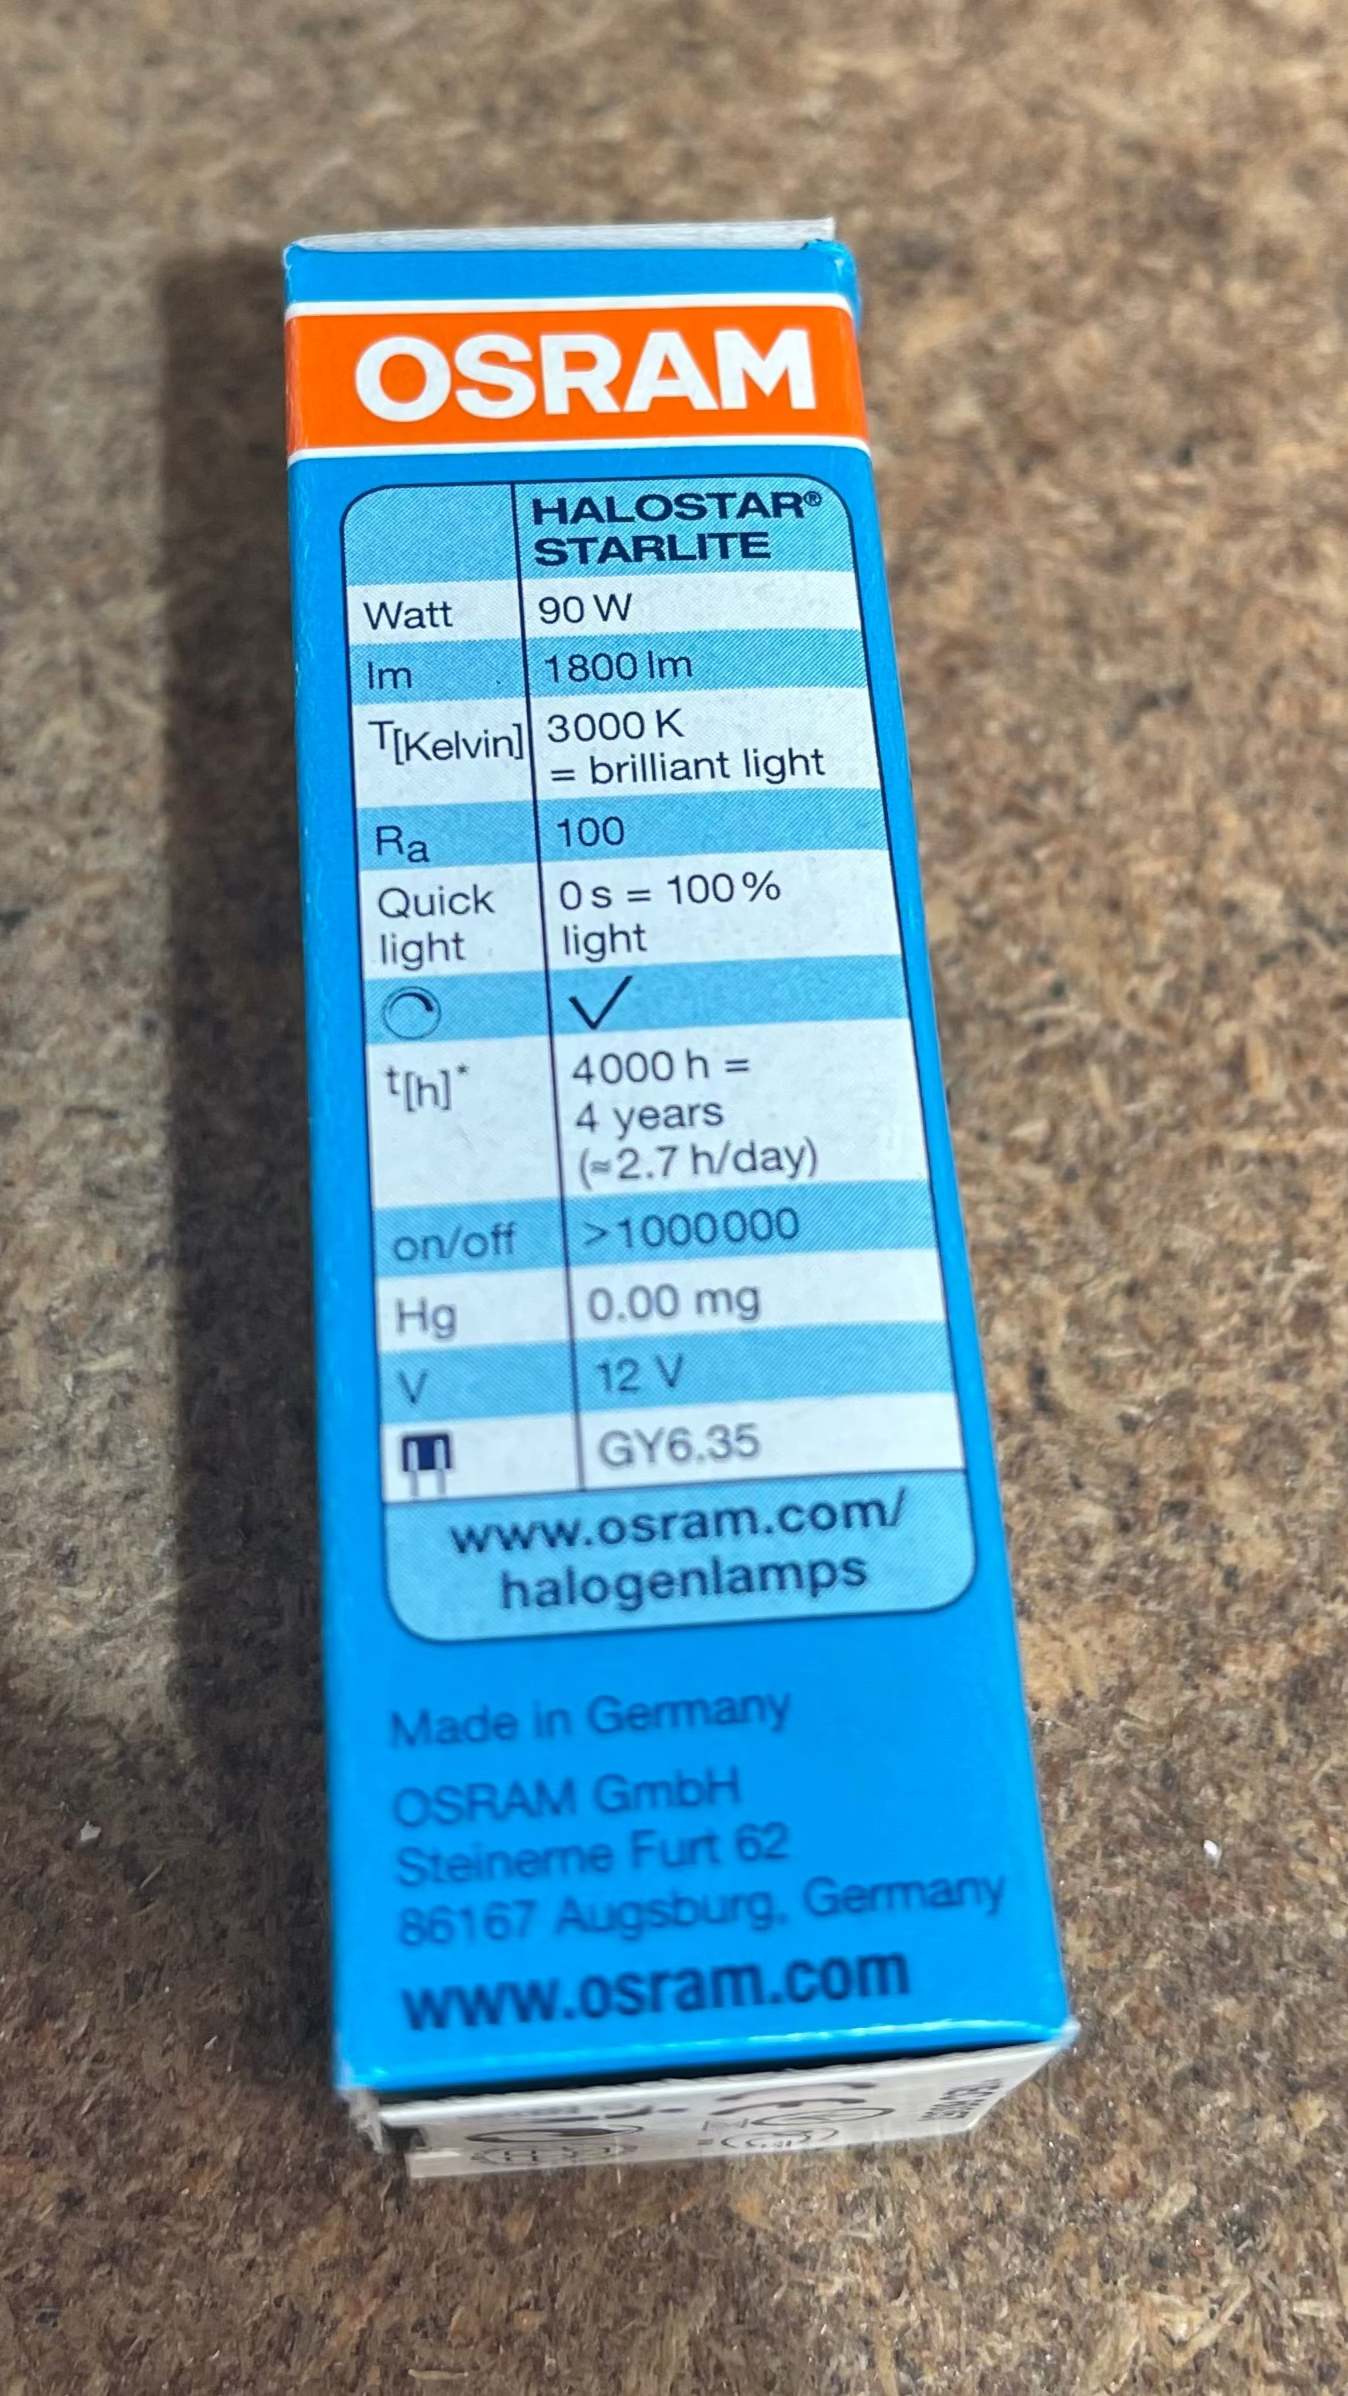 OSRAM
HALOSTAR®
STARLITE
Watt 90 W
lm 1800 lm
T[Kelvin] 3000 K
= brilliant light
Ra 100
Quick 0 s = 100 %
light light
✓
t[h]* 4000 h =
4 years
(≈2.7 h/day)
on/off >1000000
Hg 0.00 mg
V 12 V
GY6.35
www.osram.com/
halogenlamps
Made in Germany
OSRAM GmbH
Steinerne Furt 62
86167 Augsburg, Germany
www.osram.com